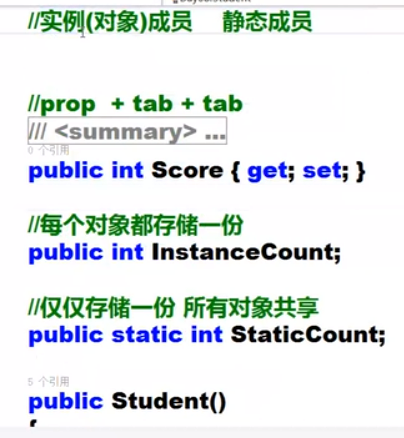 //实例(对象)成员 静态成员
//prop + tab + tab
/// <summary> ...
0 个引用
public int Score { get; set; }
//每个对象都存储一份
public int InstanceCount;
//仅仅存储一份 所有对象共享
public static int StaticCount;
5 个引用
public Student()
{